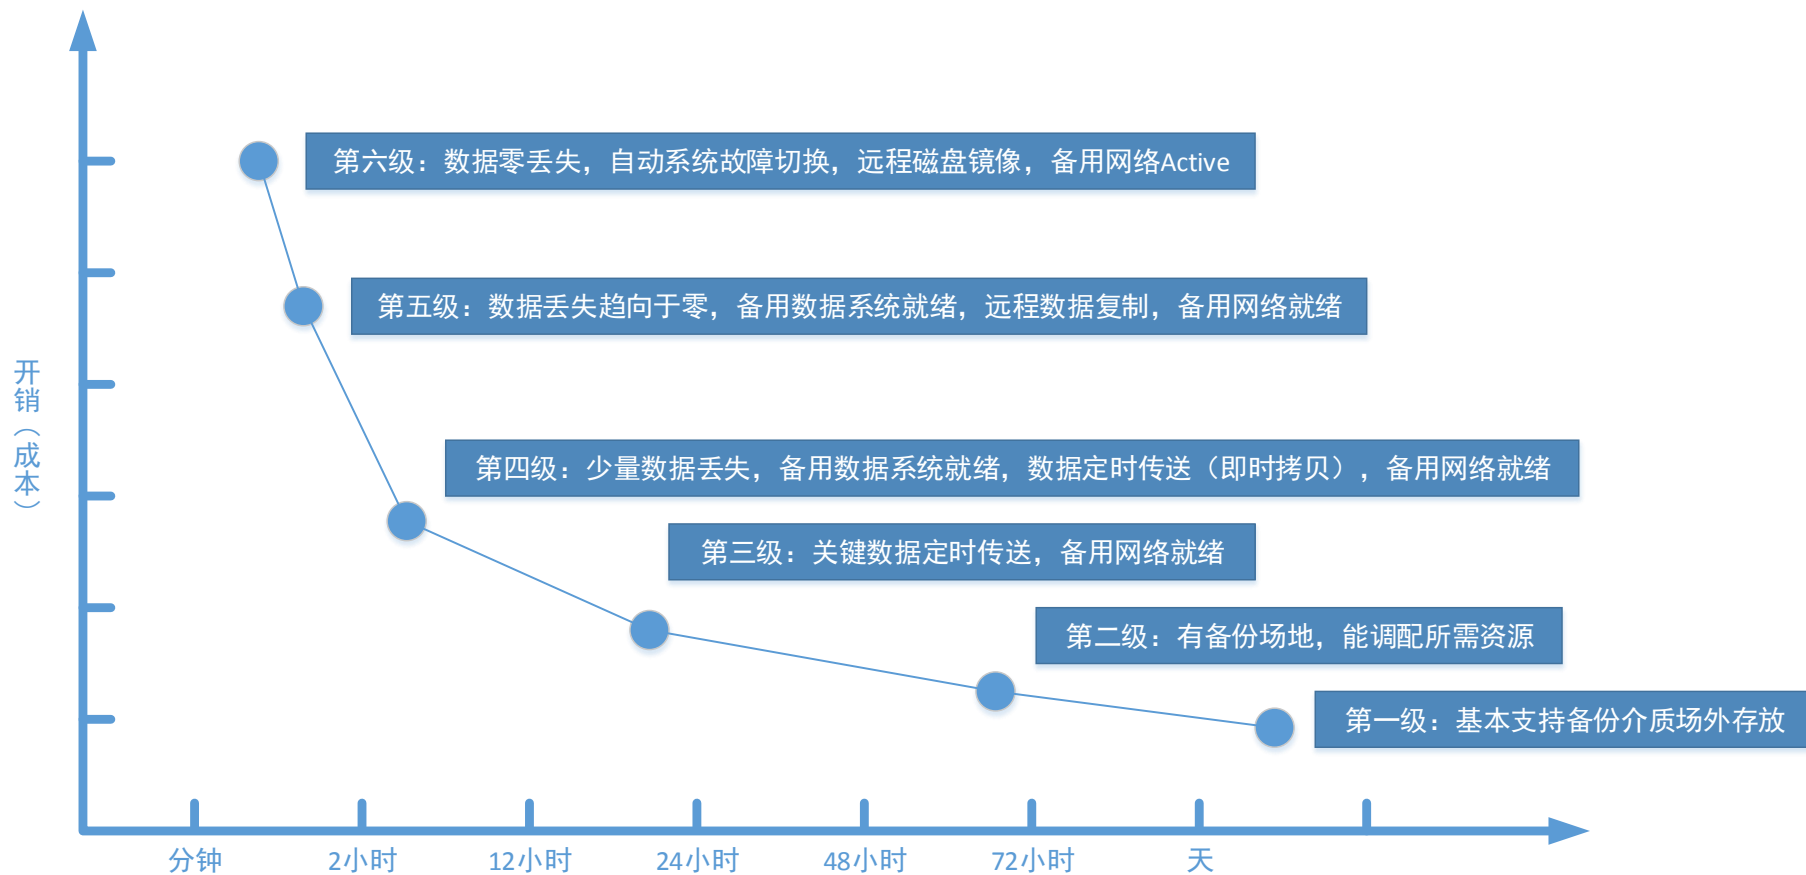 第六级：数据零丢失，自动系统故障切换，远程磁盘镜像，备用网络Active
第五级：数据丢失趋向于零，备用数据系统就绪，远程数据复制，备用网络就绪
开销（成本）
第四级：少量数据丢失，备用数据系统就绪，数据定时传送（即时拷贝），备用网络就绪
第三级：关键数据定时传送，备用网络就绪
第二级：有备份场地，能调配所需资源
第一级：基本支持备份介质场外存放
分钟
2小时
12小时
24小时
48小时
72小时
天